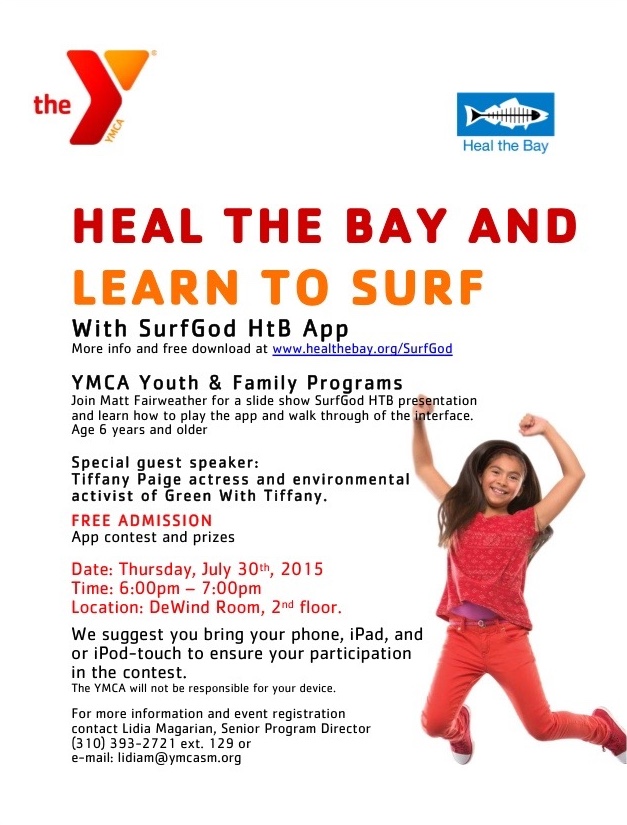 the
YMCA
®
Heal the Bay
HEAL THE BAY AND
LEARN TO SURF
With SurfGod HtB App
More info and free download at www.healthebay.org/SurfGod
YMCA Youth & Family Programs
Join Matt Fairweather for a slide show SurfGod HTB presentation
and learn how to play the app and walk through of the interface.
Age 6 years and older
Special guest speaker:
Tiffany Paige actress and environmental
activist of Green With Tiffany.
FREE ADMISSION
App contest and prizes
Date: Thursday, July 30th, 2015
Time: 6:00pm – 7:00pm
Location: DeWind Room, 2nd floor.
We suggest you bring your phone, iPad, and
or iPod-touch to ensure your participation
in the contest.
The YMCA will not be responsible for your device.
For more information and event registration
contact Lidia Magarian, Senior Program Director
(310) 393-2721 ext. 129 or
e-mail: lidiam@ymcasm.org